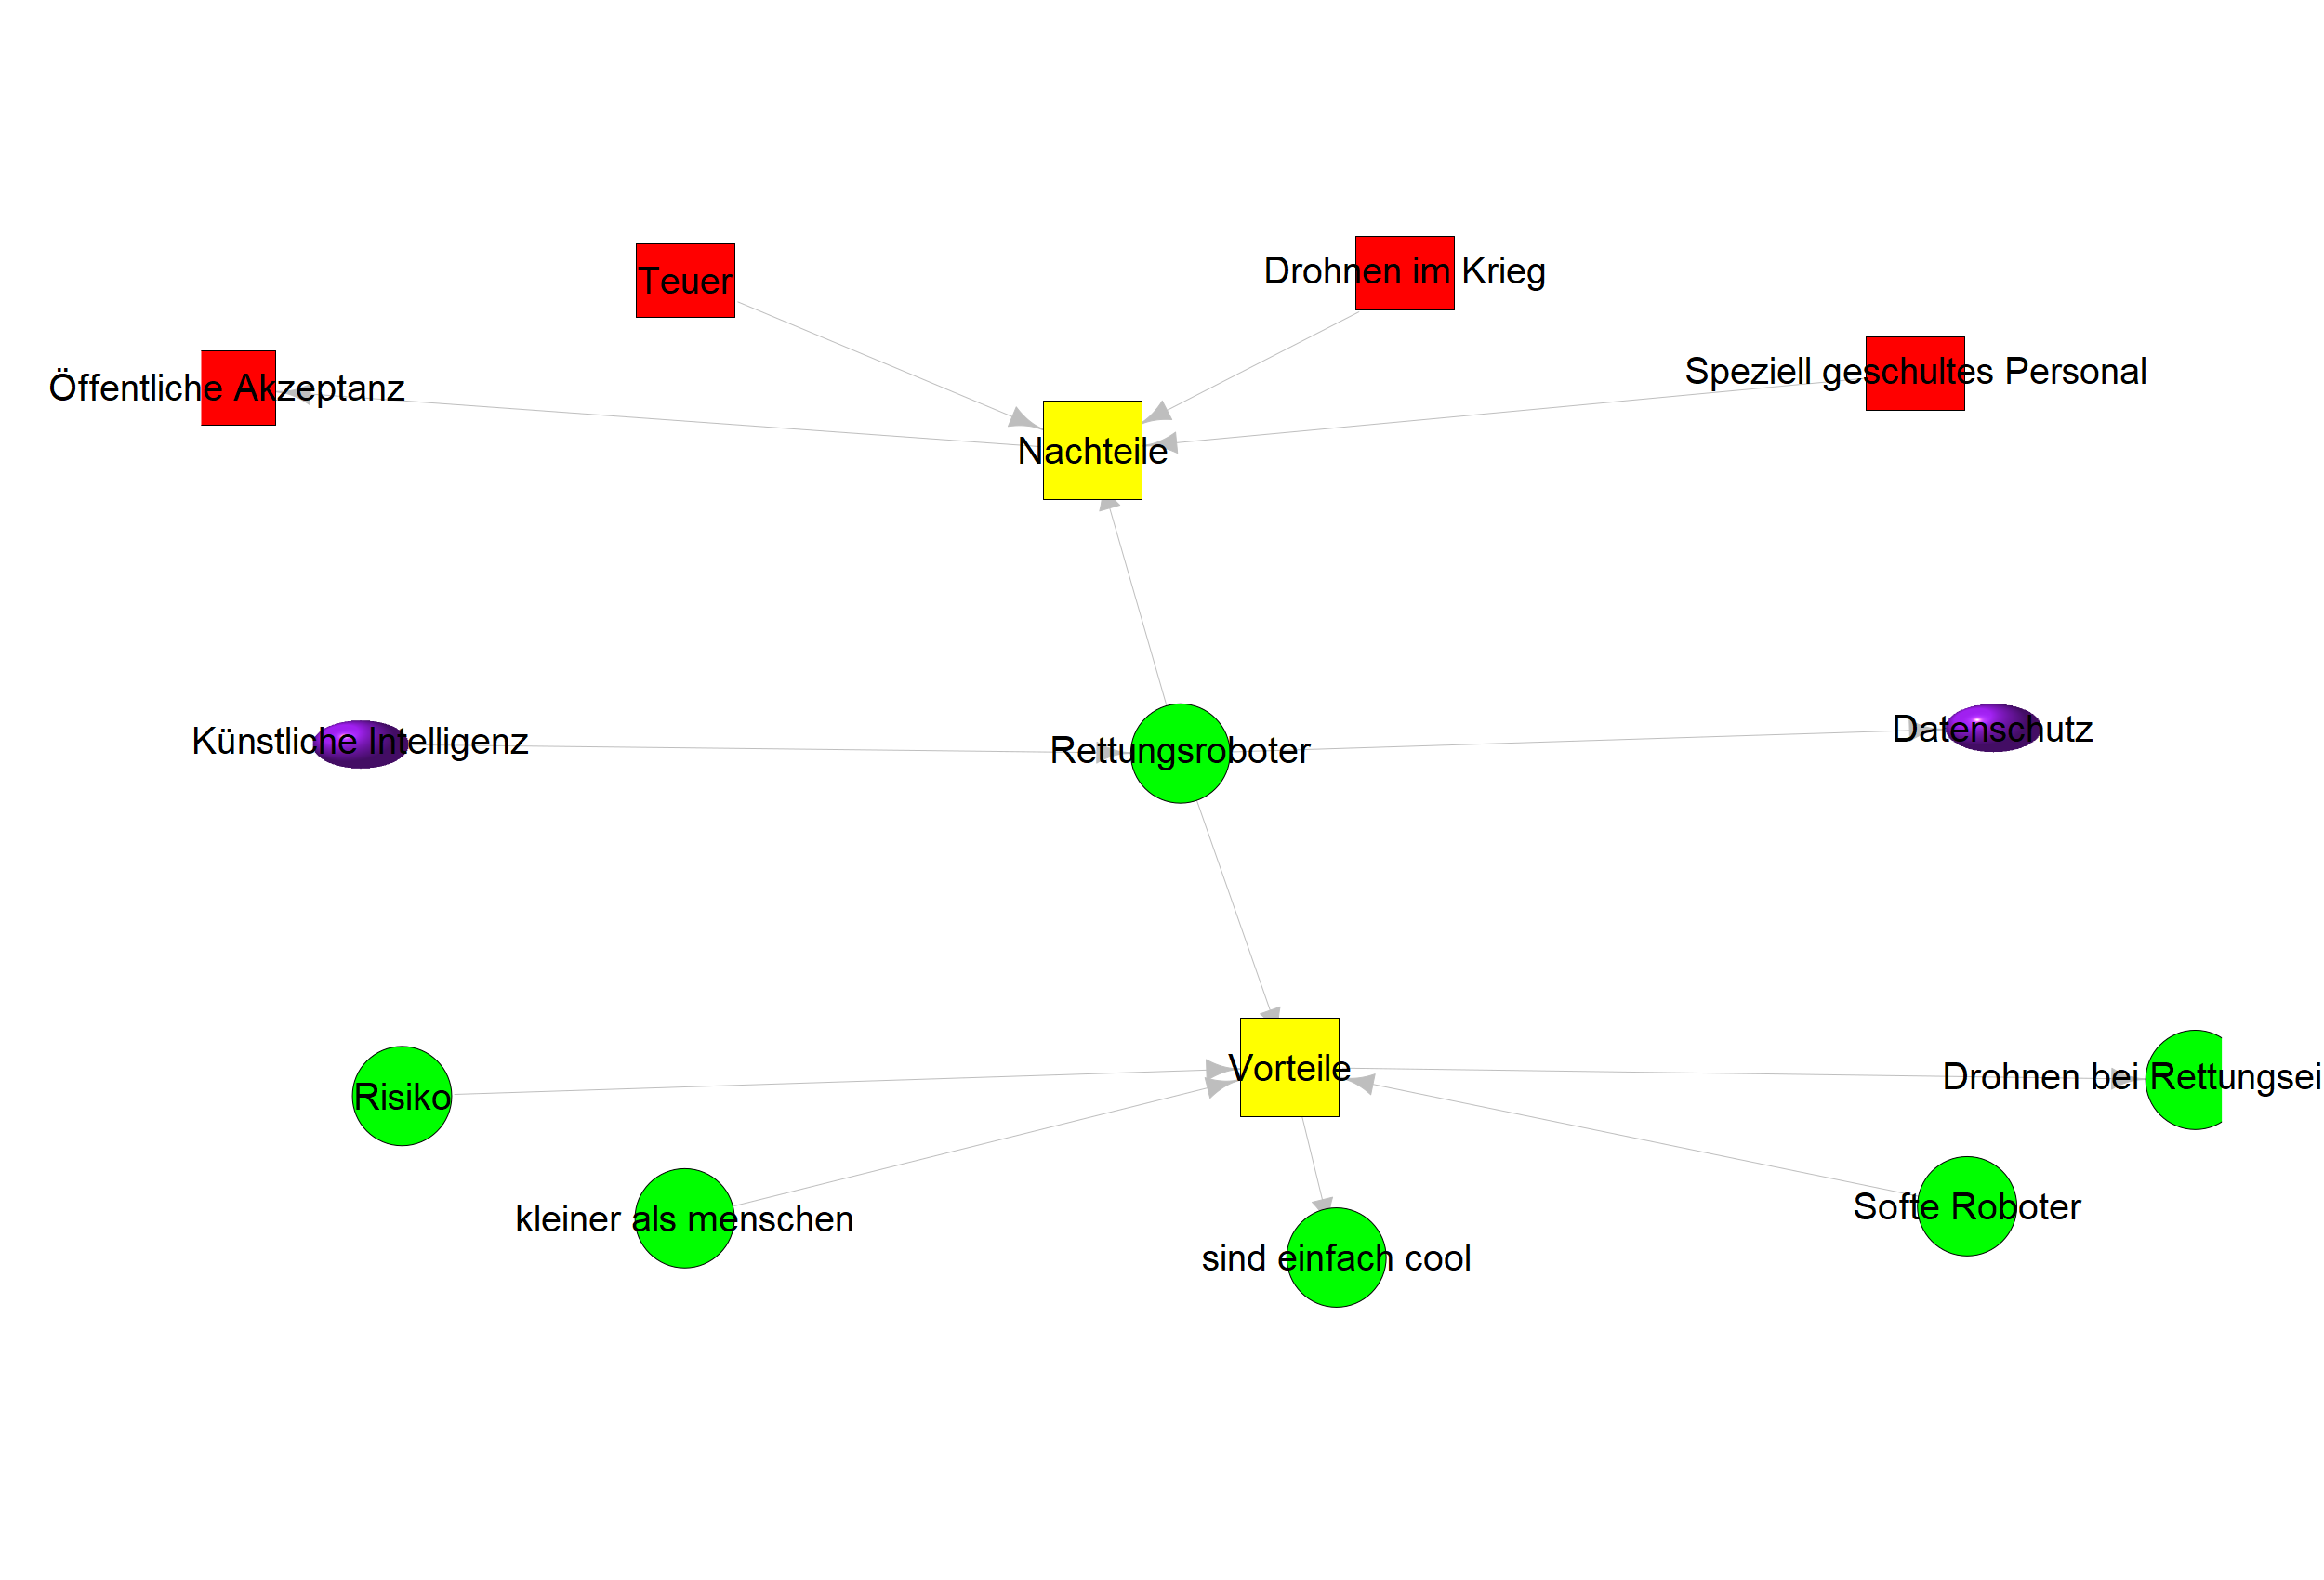 Teuer
Drohnen im Krieg
Öffentliche Akzeptanz
Speziell geschultes Personal
Nachteile
Künstliche Intelligenz
Rettungsroboter
Datenschutz
Risiko
Vorteile
Drohnen bei Rettungsei
kleiner als menschen
sind einfach cool
Softe Roboter